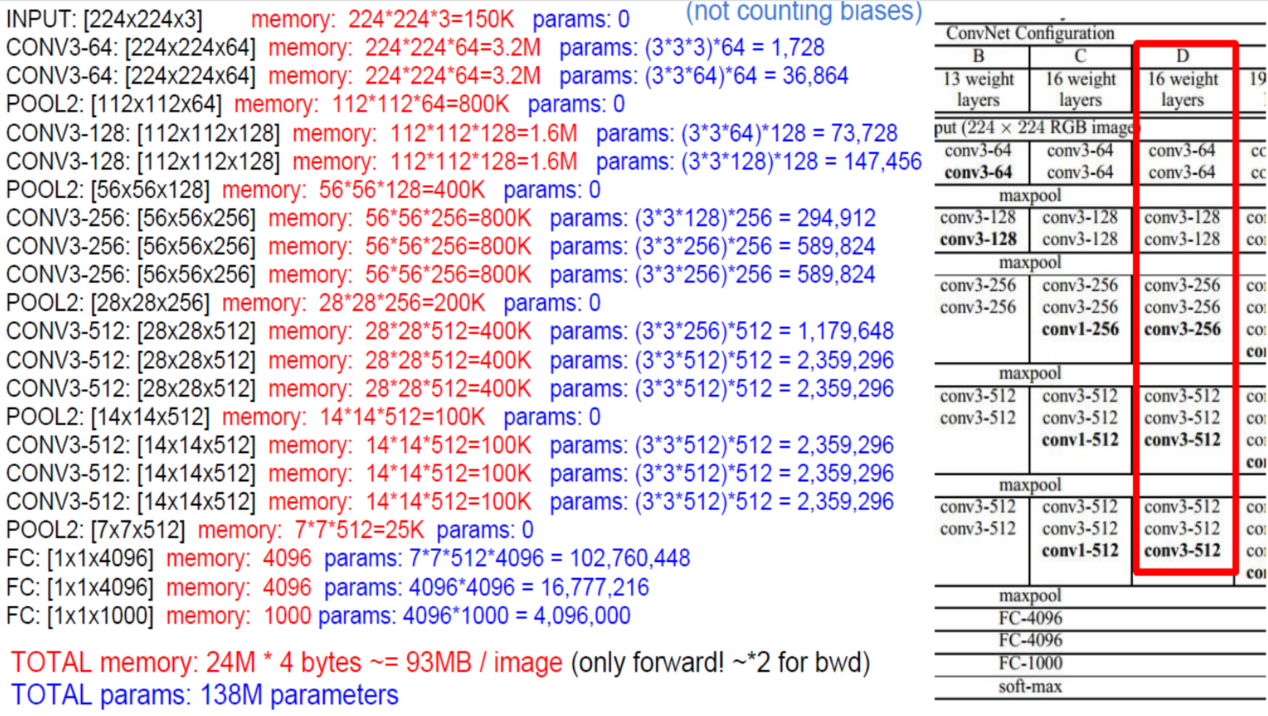 (not counting biases)
INPUT: [224x224x3] memory: 224*224*3=150K params: 0
CONV3-64: [224x224x64] memory: 224*224*64=3.2M params: (3*3*3)*64 = 1,728
CONV3-64: [224x224x64] memory: 224*224*64=3.2M params: (3*3*64)*64 = 36,864
POOL2: [112x112x64] memory: 112*112*64=800K params: 0
CONV3-128: [112x112x128] memory: 112*112*128=1.6M params: (3*3*64)*128 = 73,728
CONV3-128: [112x112x128] memory: 112*112*128=1.6M params: (3*3*128)*128 = 147,456
POOL2: [56x56x128] memory: 56*56*128=400K params: 0
CONV3-256: [56x56x256] memory: 56*56*256=800K params: (3*3*128)*256 = 294,912
CONV3-256: [56x56x256] memory: 56*56*256=800K params: (3*3*256)*256 = 589,824
CONV3-256: [56x56x256] memory: 56*56*256=800K params: (3*3*256)*256 = 589,824
POOL2: [28x28x256] memory: 28*28*256=200K params: 0
CONV3-512: [28x28x512] memory: 28*28*512=400K params: (3*3*256)*512 = 1,179,648
CONV3-512: [28x28x512] memory: 28*28*512=400K params: (3*3*512)*512 = 2,359,296
CONV3-512: [28x28x512] memory: 28*28*512=400K params: (3*3*512)*512 = 2,359,296
POOL2: [14x14x512] memory: 14*14*512=100K params: 0
CONV3-512: [14x14x512] memory: 14*14*512=100K params: (3*3*512)*512 = 2,359,296
CONV3-512: [14x14x512] memory: 14*14*512=100K params: (3*3*512)*512 = 2,359,296
CONV3-512: [14x14x512] memory: 14*14*512=100K params: (3*3*512)*512 = 2,359,296
POOL2: [7x7x512] memory: 7*7*512=25K params: 0
FC: [1x1x4096] memory: 4096 params: 7*7*512*4096 = 102,760,448
FC: [1x1x4096] memory: 4096 params: 4096*4096 = 16,777,216
FC: [1x1x1000] memory: 1000 params: 4096*1000 = 4,096,000
TOTAL memory: 24M * 4 bytes ~= 93MB / image (only forward! ~*2 for bwd)
TOTAL params: 138M parameters
ConvNet Configuration
B C D
13 weight 16 weight 16 weight 19
layers layers layers
put (224 × 224 RGB image
conv3-64 conv3-64 conv3-64
conv3-64 conv3-64 conv3-64
maxpool
conv3-128 conv3-128 conv3-128
conv3-128 conv3-128 conv3-128
maxpool
conv3-256 conv3-256 conv3-256
conv3-256 conv3-256 conv3-256
conv1-256 conv3-256
maxpool
conv3-512 conv3-512 conv3-512
conv3-512 conv3-512 conv3-512
conv1-512 conv3-512
maxpool
conv3-512 conv3-512 conv3-512
conv3-512 conv3-512 conv3-512
conv1-512 conv3-512
maxpool
FC-4096
FC-4096
FC-1000
soft-max